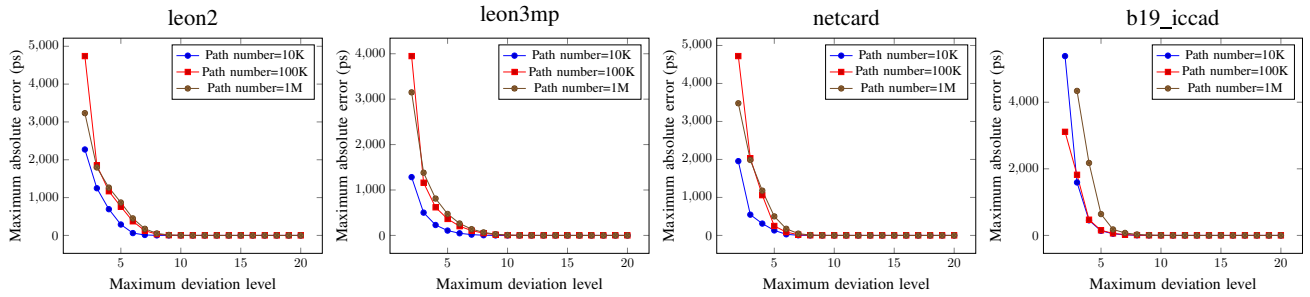 leon2
Maximum absolute error (ps)
5,000
4,000
3,000
2,000
1,000
0
5
10
15
20
Maximum deviation level
Path number=10K
Path number=100K
Path number=1M
leon3mp
Maximum absolute error (ps)
4,000
3,000
2,000
1,000
0
5
10
15
20
Maximum deviation level
Path number=10K
Path number=100K
Path number=1M
netcard
Maximum absolute error (ps)
5,000
4,000
3,000
2,000
1,000
0
5
10
15
20
Maximum deviation level
Path number=10K
Path number=100K
Path number=1M
b19_iccad
Maximum absolute error (ps)
4,000
2,000
0
5
10
15
20
Maximum deviation level
Path number=10K
Path number=100K
Path number=1M